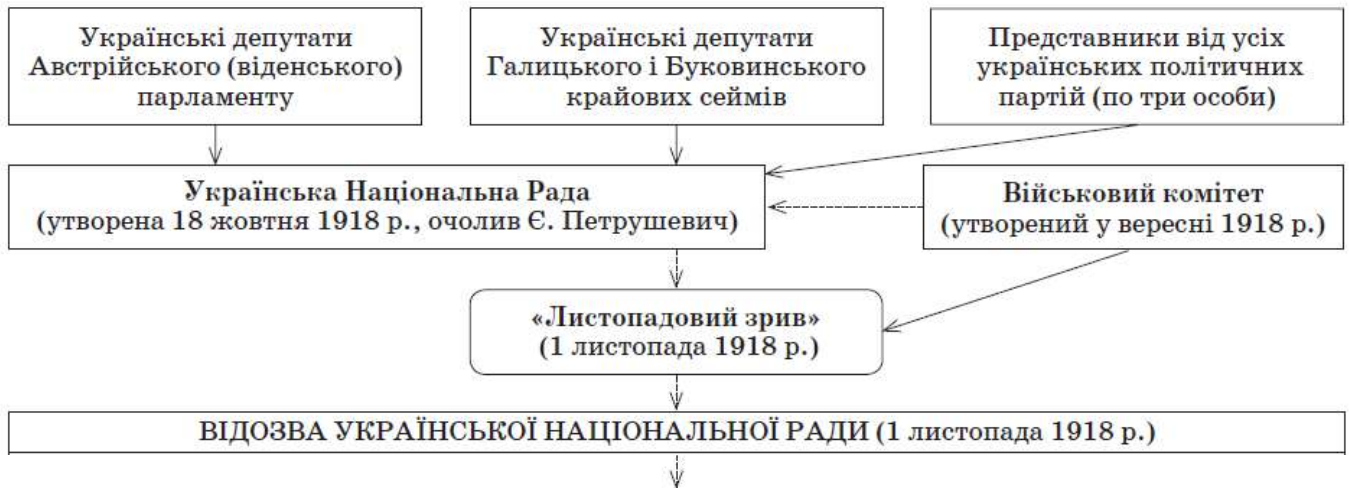 Українські депутати
Австрійського (віденського)
парламенту
Українські депутати
Галицького і Буковинського
крайових сеймів
Представники від усіх
українських політичних
партій (по три особи)
Українська Національна Рада
(утворена 18 жовтня 1918 р., очолив Є. Петрушевич)
Військовий комітет
(утворений у вересні 1918 р.)
«Листопадовий зрив»
(1 листопада 1918 р.)
ВІДОЗВА УКРАЇНСЬКОЇ НАЦІОНАЛЬНОЇ РАДИ (1 листопада 1918 р.)